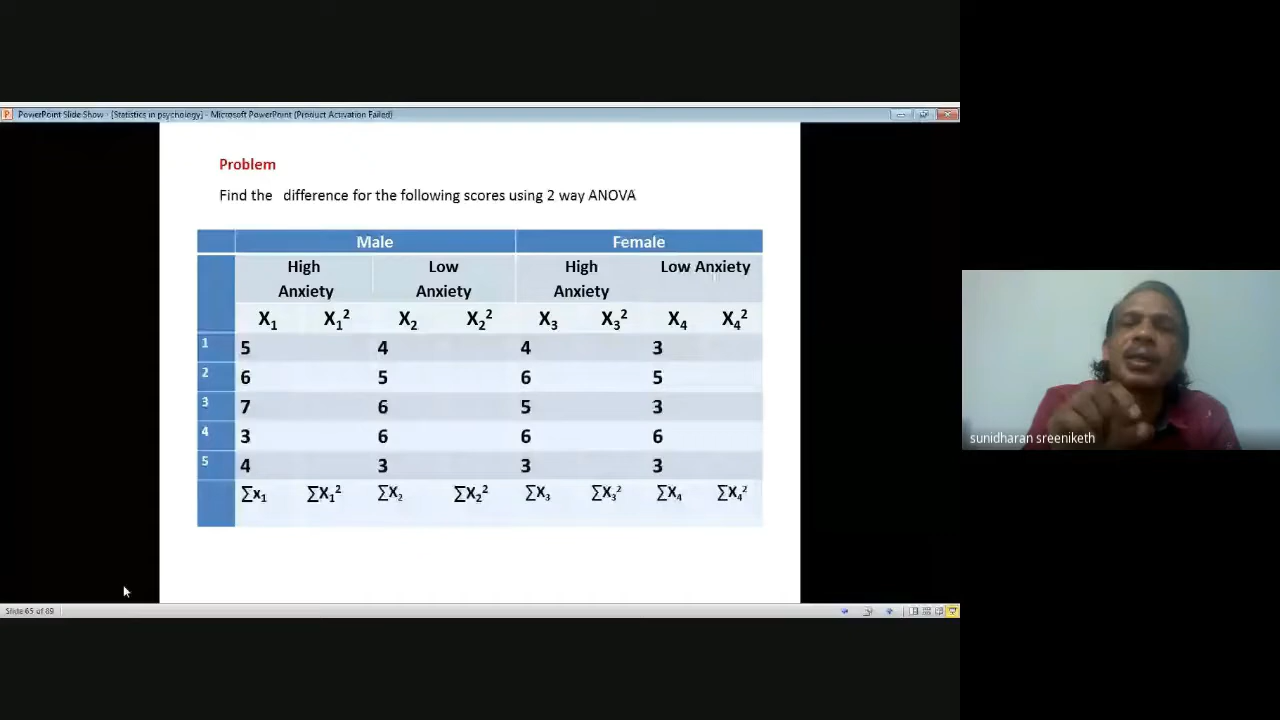 PowerPoint Slide Show - [Statistics in psychology] - Microsoft PowerPoint (Product Activation Failed)
Problem
Find the difference for the following scores using 2 way ANOVA
Male Female
High Anxiety Low Anxiety High Anxiety Low Anxiety
X₁ X₁² X₂ X₂² X₃ X₃² X₄ X₄²
1 5 4 4 3
2 6 5 6 5
3 7 6 5 3
4 3 6 6 6
5 4 3 3 3
∑x₁ ∑X₁² ∑X₂ ∑X₂² ∑X₃ ∑X₃² ∑X₄ ∑X₄²
Slide 65 of 89
sunidharan sreeniketh